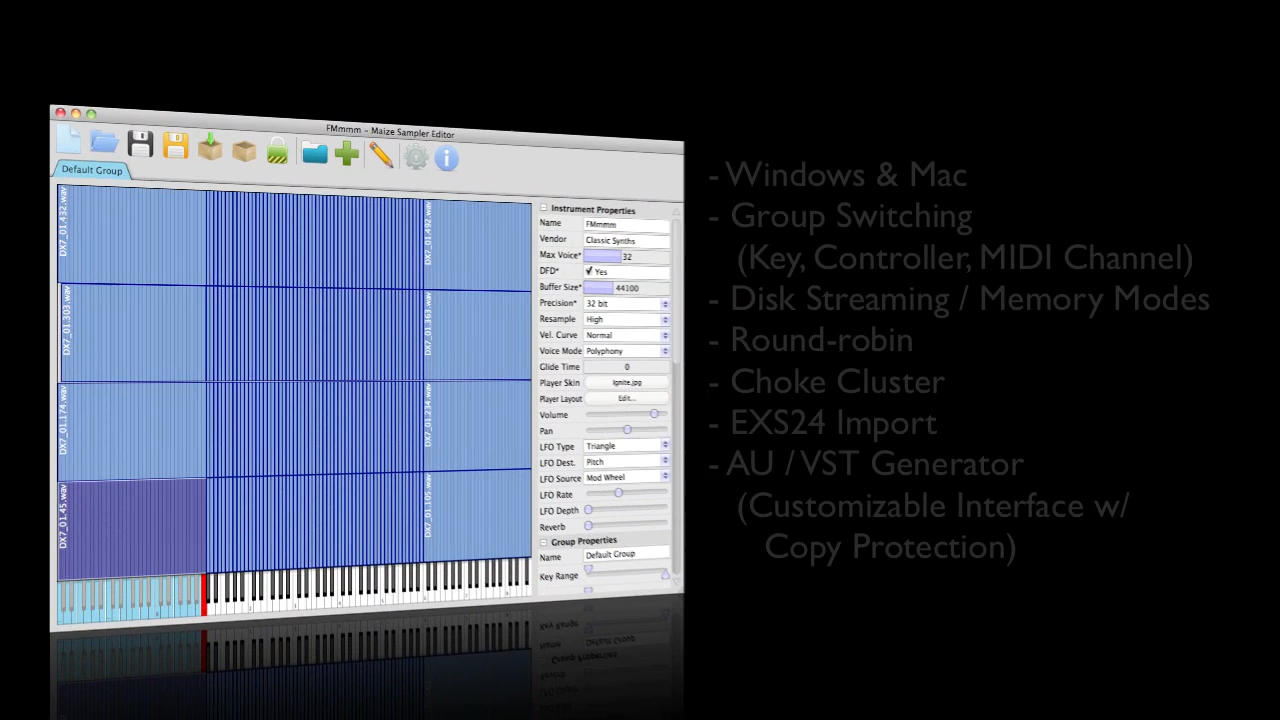 FMmmm - Maize Sampler Editor
Default Group
DX7_01.432.wav
DX7_01.492.wav
DX7_01.303.wav
DX7_01.363.wav
DX7_01.174.wav
DX7_01.234.wav
DX7_01.45.wav
DX7_01.105.wav
Instrument Properties
Name FMmmm
Vendor Classic Synths
Max Voice* 32
DFD* Yes
Buffer Size* 44100
Precision* 32 bit
Resample High
Vel. Curve Normal
Voice Mode Polyphony
Glide Time 0
Player Skin Ignite.jpg
Player Layout Edit...
Volume
Pan
LFO Type Triangle
LFO Dest. Pitch
LFO Source Mod Wheel
LFO Rate
LFO Depth
Reverb
Group Properties
Name Default Group
Key Range
- Windows & Mac
- Group Switching
(Key, Controller, MIDI Channel)
- Disk Streaming / Memory Modes
- Round-robin
- Choke Cluster
- EXS24 Import
- AU / VST Generator
(Customizable Interface w/
Copy Protection)